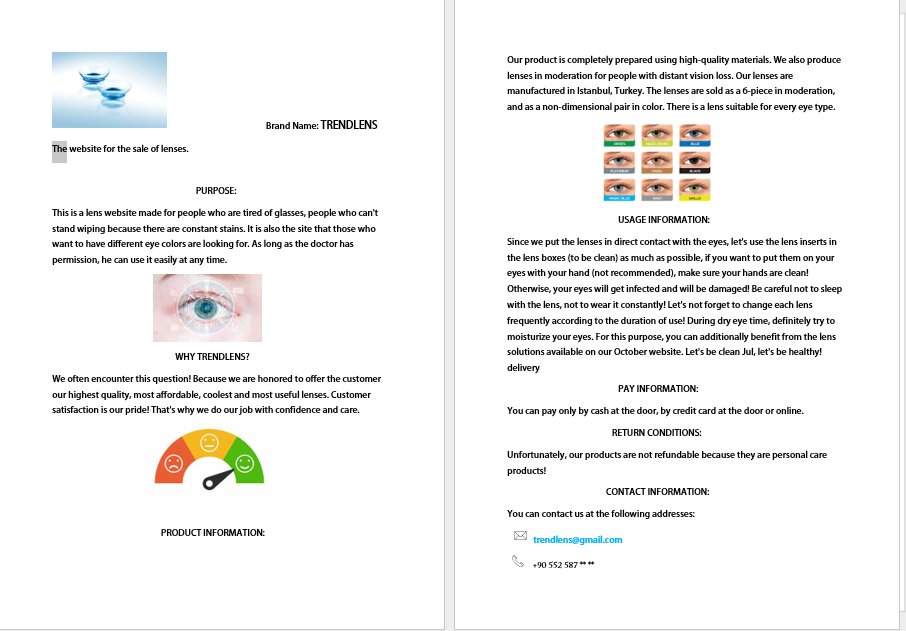 Brand Name: TRENDLENS
The website for the sale of lenses.
PURPOSE:
This is a lens website made for people who are tired of glasses, people who can't
stand wiping because there are constant stains. It is also the site that those who
want to have different eye colors are looking for. As long as the doctor has
permission, he can use it easily at any time.
WHY TRENDLENS?
We often encounter this question! Because we are honored to offer the customer
our highest quality, most affordable, coolest and most useful lenses. Customer
satisfaction is our pride! That's why we do our job with confidence and care.
PRODUCT INFORMATION:
Our product is completely prepared using high-quality materials. We also produce
lenses in moderation for people with distant vision loss. Our lenses are
manufactured in Istanbul, Turkey. The lenses are sold as a 6-piece in moderation,
and as a non-dimensional pair in color. There is a lens suitable for every eye type.
GREEN BLUE
PLATINUM HAZEL BLACK
MAGIC BLUE GREY GIALLO
USAGE INFORMATION:
Since we put the lenses in direct contact with the eyes, let's use the lens inserts in
the lens boxes (to be clean) as much as possible, if you want to put them on your
eyes with your hand (not recommended), make sure your hands are clean!
Otherwise, your eyes will get infected and will be damaged! Be careful not to sleep
with the lens, not to wear it constantly! Let's not forget to change each lens
frequently according to the duration of use! During dry eye time, definitely try to
moisturize your eyes. For this purpose, you can additionally benefit from the lens
solutions available on our October website. Let's be clean Jul, let's be healthy!
delivery
PAY INFORMATION:
You can pay only by cash at the door, by credit card at the door or online.
RETURN CONDITIONS:
Unfortunately, our products are not refundable because they are personal care
products!
CONTACT INFORMATION:
You can contact us at the following addresses:
trendlens@gmail.com
+90 552 587 ** **